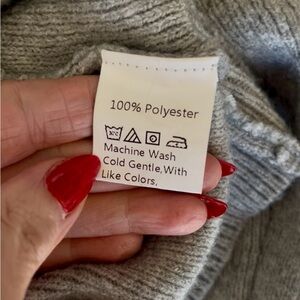 100% Polyester
Machine Wash
Cold Gentle,With
Like Colors,